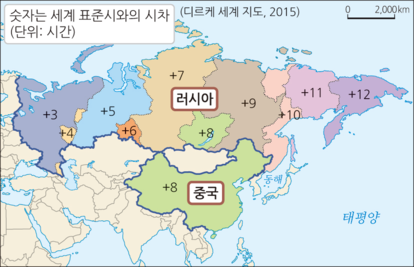 숫자는 세계 표준시와의 시차
(단위: 시간)
(디르케 세계 지도, 2015)
0 2,000km
+7
러시아
+3
+5
+9
+11
+12
+4
+6
+8
+10
+8
중국
동해
태평양